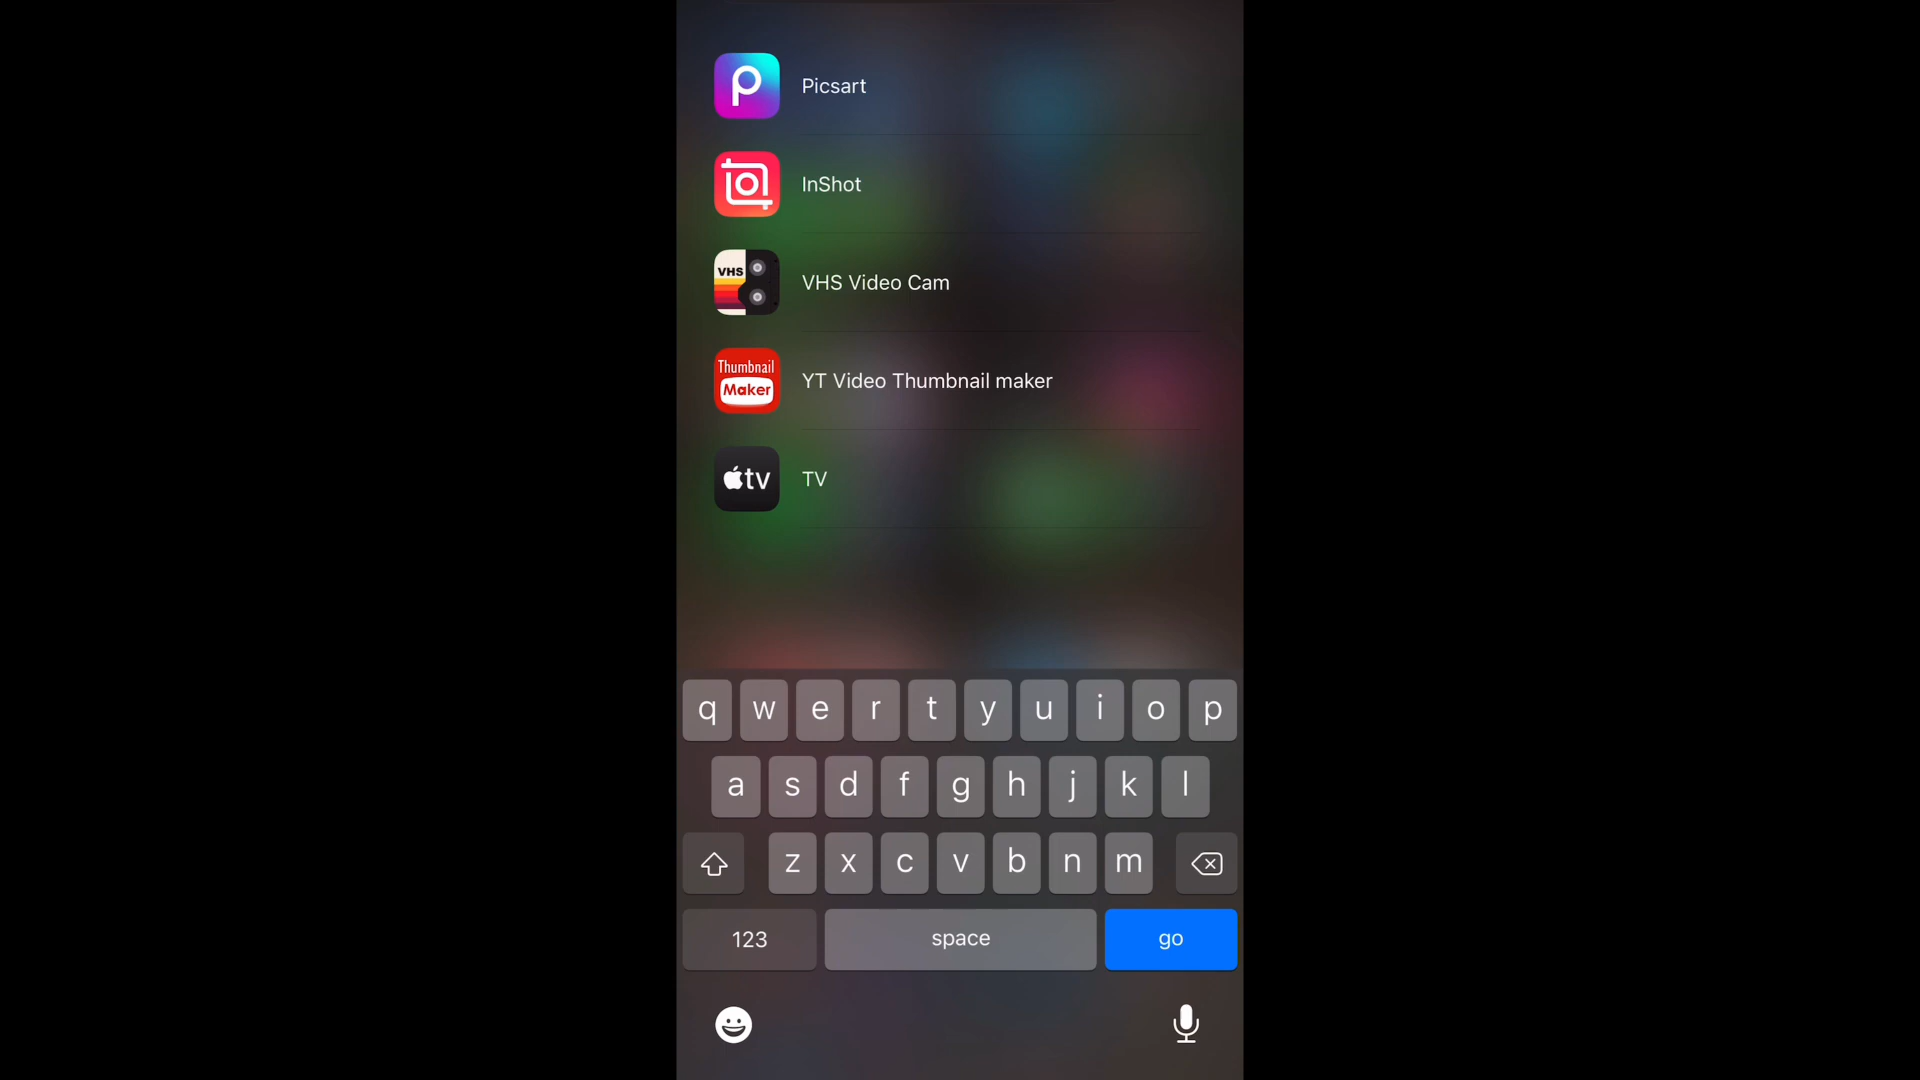 P
Picsart
InShot
VHS
VHS Video Cam
Thumbnail
Maker
YT Video Thumbnail maker
tv
TV
q w e r t y u i o p
a s d f g h j k l
z x c v b n m
123 space go